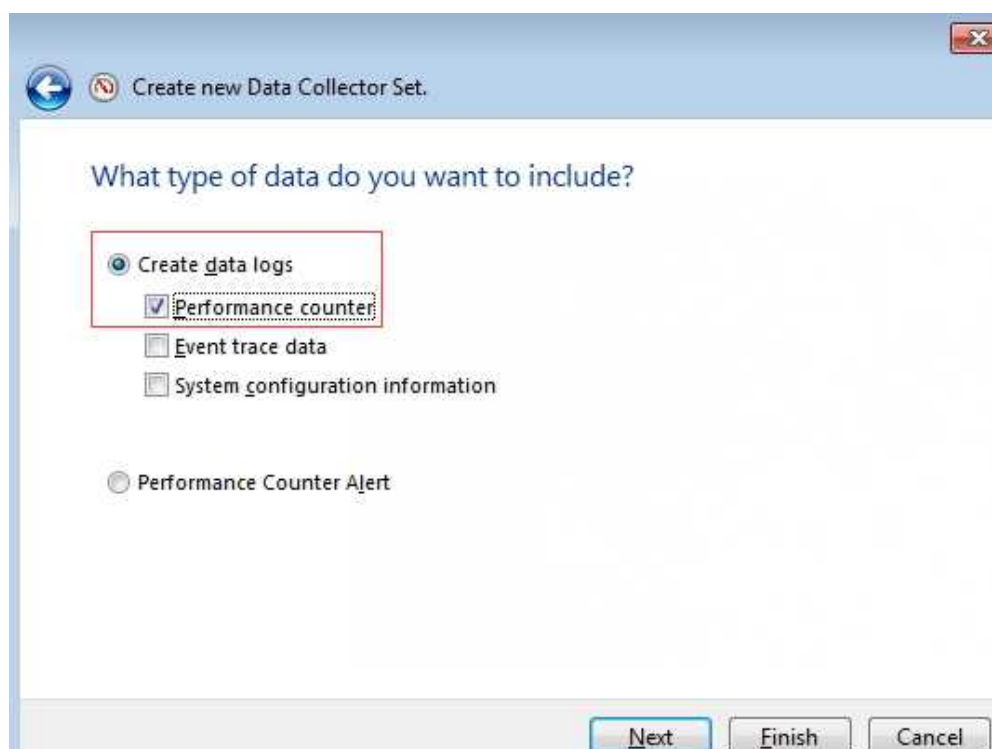 Create new Data Collector Set.
What type of data do you want to include?
Create data logs
Performance counter
Event trace data
System configuration information
Performance Counter Alert
Next Finish Cancel